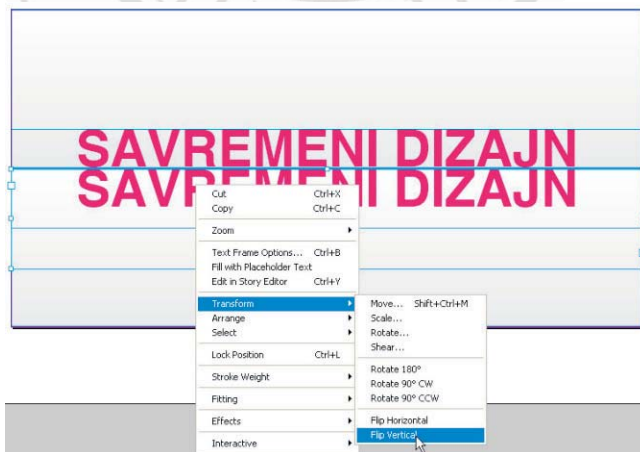 SAVREMENI DIZAJN
SAVREMENI DIZAJN
Cut Ctrl+X
Copy Ctrl+C
Zoom
Text Frame Options... Ctrl+B
Fill with Placeholder Text
Edit in Story Editor Ctrl+Y
Transform
Arrange
Select
Lock Position Ctrl+L
Stroke Weight
Fitting
Effects
Interactive
Move... Shift+Ctrl+M
Scale...
Rotate...
Shear...
Rotate 180°
Rotate 90° CW
Rotate 90° CCW
Flip Horizontal
Flip Vertical